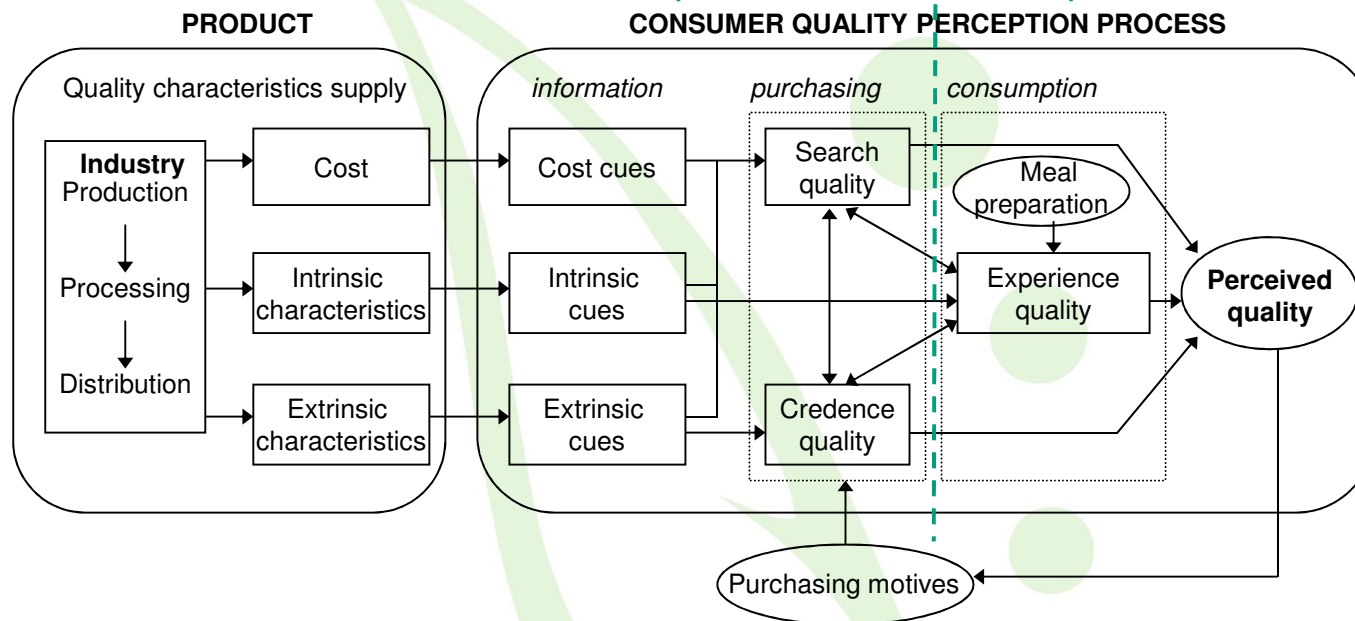 PRODUCT
CONSUMER QUALITY PERCEPTION PROCESS
Quality characteristics supply
information
purchasing
consumption
Industry
Production
Processing
Distribution
Cost
Intrinsic
characteristics
Extrinsic
characteristics
Cost cues
Intrinsic
cues
Extrinsic
cues
Search
quality
Credence
quality
Meal
preparation
Experience
quality
Perceived
quality
Purchasing motives